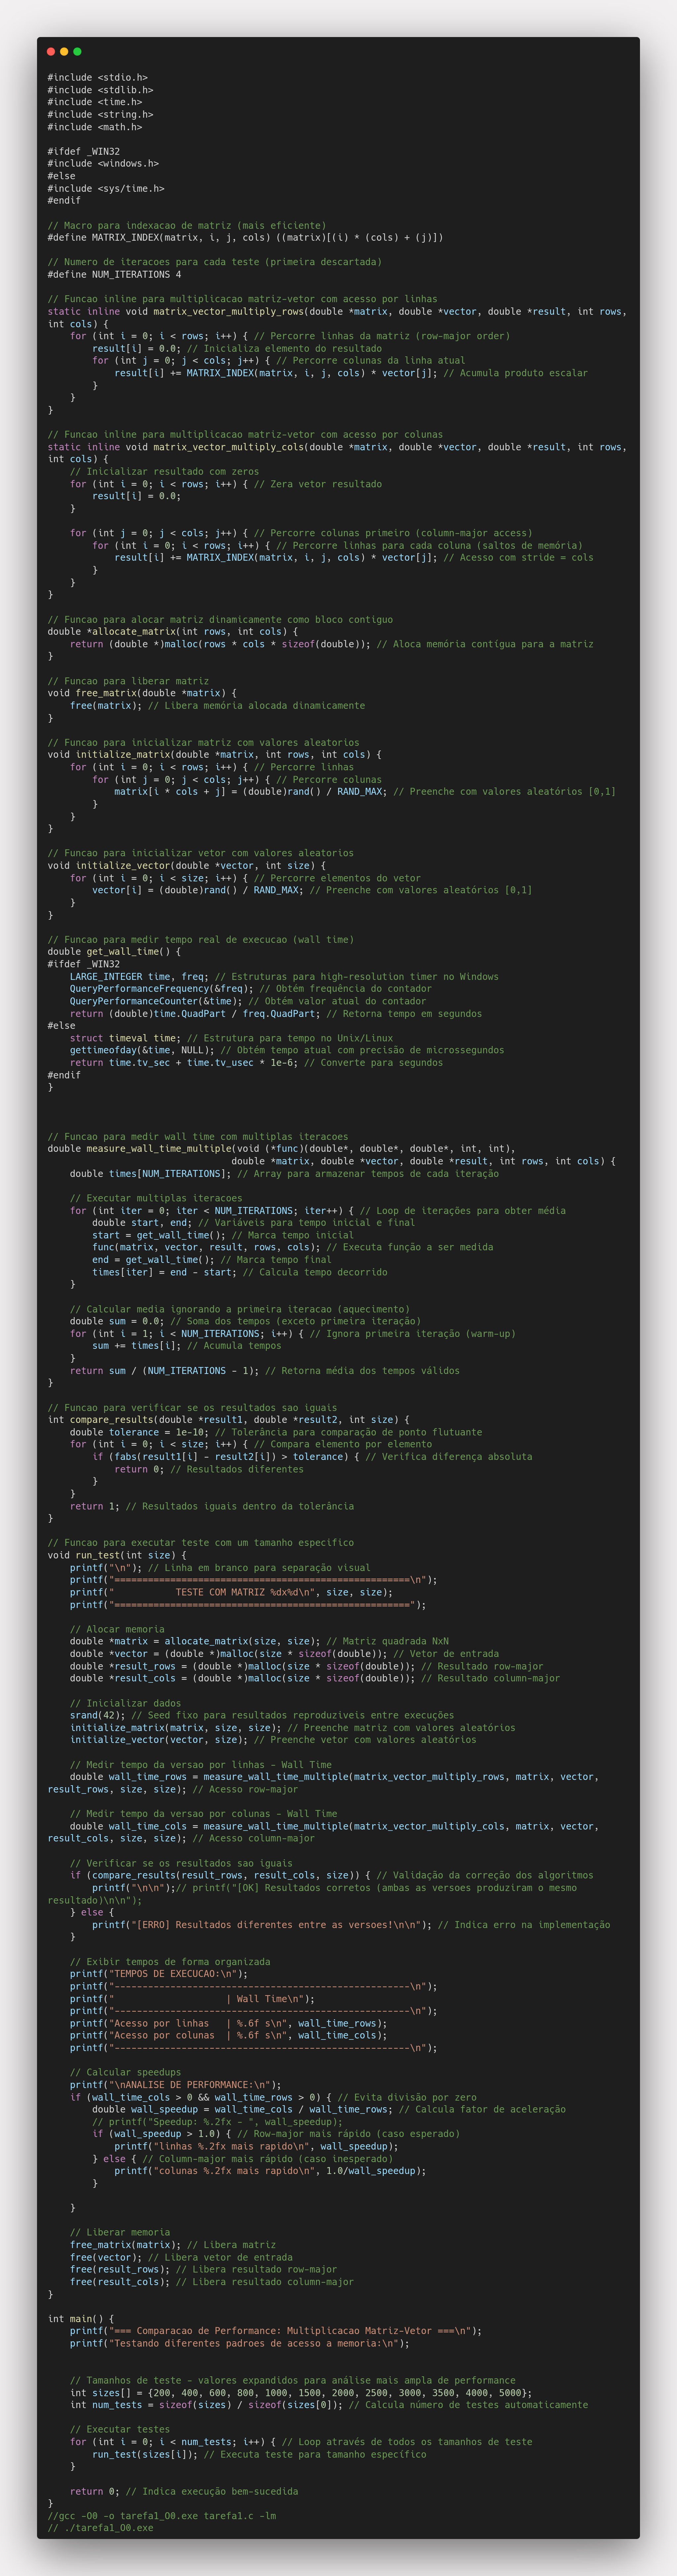 #include <stdio.h>
#include <stdlib.h>
#include <time.h>
#include <string.h>
#include <math.h>

#ifdef _WIN32
#include <windows.h>
#else
#include <sys/time.h>
#endif

// Macro para indexacao de matriz (mais eficiente)
#define MATRIX_INDEX(matrix, i, j, cols) ((matrix)[(i) * (cols) + (j)])

// Numero de iteracoes para cada teste (primeira descartada)
#define NUM_ITERATIONS 4

// Funcao inline para multiplicacao matriz-vetor com acesso por linhas
static inline void matrix_vector_multiply_rows(double *matrix, double *vector, double *result, int rows,
int cols) {
    for (int i = 0; i < rows; i++) { // Percorre linhas da matriz (row-major order)
        result[i] = 0.0; // Inicializa elemento do resultado
        for (int j = 0; j < cols; j++) { // Percorre colunas da linha atual
            result[i] += MATRIX_INDEX(matrix, i, j, cols) * vector[j]; // Acumula produto escalar
        }
    }
}

// Funcao inline para multiplicacao matriz-vetor com acesso por colunas
static inline void matrix_vector_multiply_cols(double *matrix, double *vector, double *result, int rows,
int cols) {
    // Inicializar resultado com zeros
    for (int i = 0; i < rows; i++) { // Zera vetor resultado
        result[i] = 0.0;
    }

    for (int j = 0; j < cols; j++) { // Percorre colunas primeiro (column-major access)
        for (int i = 0; i < rows; i++) { // Percorre linhas para cada coluna (saltos de memória)
            result[i] += MATRIX_INDEX(matrix, i, j, cols) * vector[j]; // Acesso com stride = cols
        }
    }
}

// Funcao para alocar matriz dinamicamente como bloco contiguo
double *allocate_matrix(int rows, int cols) {
    return (double *)malloc(rows * cols * sizeof(double)); // Aloca memória contígua para a matriz
}

// Funcao para liberar matriz
void free_matrix(double *matrix) {
    free(matrix); // Libera memória alocada dinamicamente
}

// Funcao para inicializar matriz com valores aleatorios
void initialize_matrix(double *matrix, int rows, int cols) {
    for (int i = 0; i < rows; i++) { // Percorre linhas
        for (int j = 0; j < cols; j++) { // Percorre colunas
            matrix[i * cols + j] = (double)rand() / RAND_MAX; // Preenche com valores aleatórios [0,1]
        }
    }
}

// Funcao para inicializar vetor com valores aleatorios
void initialize_vector(double *vector, int size) {
    for (int i = 0; i < size; i++) { // Percorre elementos do vetor
        vector[i] = (double)rand() / RAND_MAX; // Preenche com valores aleatórios [0,1]
    }
}

// Funcao para medir tempo real de execucao (wall time)
double get_wall_time() {
#ifdef _WIN32
    LARGE_INTEGER time, freq; // Estruturas para high-resolution timer no Windows
    QueryPerformanceFrequency(&freq); // Obtém frequência do contador
    QueryPerformanceCounter(&time); // Obtém valor atual do contador
    return (double)time.QuadPart / freq.QuadPart; // Retorna tempo em segundos
#else
    struct timeval time; // Estrutura para tempo no Unix/Linux
    gettimeofday(&time, NULL); // Obtém tempo atual com precisão de microssegundos
    return time.tv_sec + time.tv_usec * 1e-6; // Converte para segundos
#endif
}

// Funcao para medir wall time com multiplas iteracoes
double measure_wall_time_multiple(void (*func)(double*, double*, double*, int, int),
                                 double *matrix, double *vector, double *result, int rows, int cols) {
    double times[NUM_ITERATIONS]; // Array para armazenar tempos de cada iteração

    // Executar multiplas iteracoes
    for (int iter = 0; iter < NUM_ITERATIONS; iter++) { // Loop de iterações para obter média
        double start, end; // Variáveis para tempo inicial e final
        start = get_wall_time(); // Marca tempo inicial
        func(matrix, vector, result, rows, cols); // Executa função a ser medida
        end = get_wall_time(); // Marca tempo final
        times[iter] = end - start; // Calcula tempo decorrido
    }

    // Calcular media ignorando a primeira iteracao (aquecimento)
    double sum = 0.0; // Soma dos tempos (exceto primeira iteração)
    for (int i = 1; i < NUM_ITERATIONS; i++) { // Ignora primeira iteração (warm-up)
        sum += times[i]; // Acumula tempos
    }
    return sum / (NUM_ITERATIONS - 1); // Retorna média dos tempos válidos
}

// Funcao para verificar se os resultados sao iguais
int compare_results(double *result1, double *result2, int size) {
    double tolerance = 1e-10; // Tolerância para comparação de ponto flutuante
    for (int i = 0; i < size; i++) { // Compara elemento por elemento
        if (fabs(result1[i] - result2[i]) > tolerance) { // Verifica diferença absoluta
            return 0; // Resultados diferentes
        }
    }
    return 1; // Resultados iguais dentro da tolerância
}

// Funcao para executar teste com um tamanho especifico
void run_test(int size) {
    printf("\n"); // Linha em branco para separação visual
    printf("=====================================================\n");
    printf("           TESTE COM MATRIZ %dx%d\n", size, size);
    printf("=====================================================");

    // Alocar memoria
    double *matrix = allocate_matrix(size, size); // Matriz quadrada NxN
    double *vector = (double *)malloc(size * sizeof(double)); // Vetor de entrada
    double *result_rows = (double *)malloc(size * sizeof(double)); // Resultado row-major
    double *result_cols = (double *)malloc(size * sizeof(double)); // Resultado column-major

    // Inicializar dados
    srand(42); // Seed fixo para resultados reproduziveis entre execuções
    initialize_matrix(matrix, size, size); // Preenche matriz com valores aleatórios
    initialize_vector(vector, size); // Preenche vetor com valores aleatórios

    // Medir tempo da versao por linhas - Wall Time
    double wall_time_rows = measure_wall_time_multiple(matrix_vector_multiply_rows, matrix, vector,
result_rows, size, size); // Acesso row-major

    // Medir tempo da versao por colunas - Wall Time
    double wall_time_cols = measure_wall_time_multiple(matrix_vector_multiply_cols, matrix, vector,
result_cols, size, size); // Acesso column-major

    // Verificar se os resultados sao iguais
    if (compare_results(result_rows, result_cols, size)) { // Validação da correção dos algoritmos
        printf("\n\n");// printf("[OK] Resultados corretos (ambas as versoes produziram o mesmo
resultado)\n\n");
    } else {
        printf("[ERRO] Resultados diferentes entre as versoes!\n\n"); // Indica erro na implementação
    }

    // Exibir tempos de forma organizada
    printf("TEMPOS DE EXECUCAO:\n");
    printf("-----------------------------------------------------\n");
    printf("                    | Wall Time\n");
    printf("-----------------------------------------------------\n");
    printf("Acesso por linhas   | %.6f s\n", wall_time_rows);
    printf("Acesso por colunas  | %.6f s\n", wall_time_cols);
    printf("-----------------------------------------------------\n");

    // Calcular speedups
    printf("\nANALISE DE PERFORMANCE:\n");
    if (wall_time_cols > 0 && wall_time_rows > 0) { // Evita divisão por zero
        double wall_speedup = wall_time_cols / wall_time_rows; // Calcula fator de aceleração
        // printf("Speedup: %.2fx - ", wall_speedup);
        if (wall_speedup > 1.0) { // Row-major mais rápido (caso esperado)
            printf("linhas %.2fx mais rapido\n", wall_speedup);
        } else { // Column-major mais rápido (caso inesperado)
            printf("colunas %.2fx mais rapido\n", 1.0/wall_speedup);
        }

    }

    // Liberar memoria
    free_matrix(matrix); // Libera matriz
    free(vector); // Libera vetor de entrada
    free(result_rows); // Libera resultado row-major
    free(result_cols); // Libera resultado column-major
}

int main() {
    printf("=== Comparacao de Performance: Multiplicacao Matriz-Vetor ===\n");
    printf("Testando diferentes padroes de acesso a memoria:\n");

    // Tamanhos de teste - valores expandidos para análise mais ampla de performance
    int sizes[] = {200, 400, 600, 800, 1000, 1500, 2000, 2500, 3000, 3500, 4000, 5000};
    int num_tests = sizeof(sizes) / sizeof(sizes[0]); // Calcula número de testes automaticamente

    // Executar testes
    for (int i = 0; i < num_tests; i++) { // Loop através de todos os tamanhos de teste
        run_test(sizes[i]); // Executa teste para tamanho específico
    }

    return 0; // Indica execução bem-sucedida
}
//gcc -O0 -o tarefa1_O0.exe tarefa1.c -lm
// ./tarefa1_O0.exe